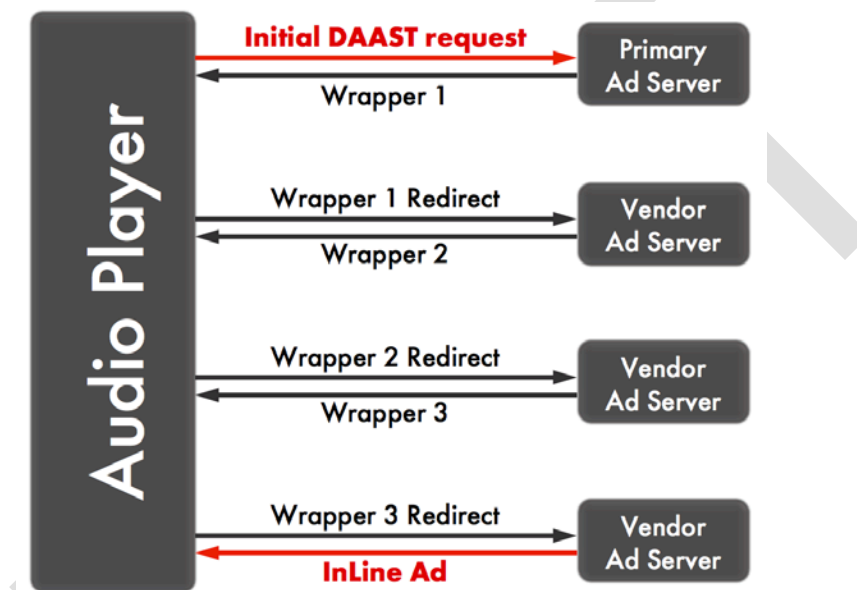 Audio Player
Initial DAAST request
Wrapper 1
Primary
Ad Server
Wrapper 1 Redirect
Wrapper 2
Vendor
Ad Server
Wrapper 2 Redirect
Wrapper 3
Vendor
Ad Server
Wrapper 3 Redirect
InLine Ad
Vendor
Ad Server